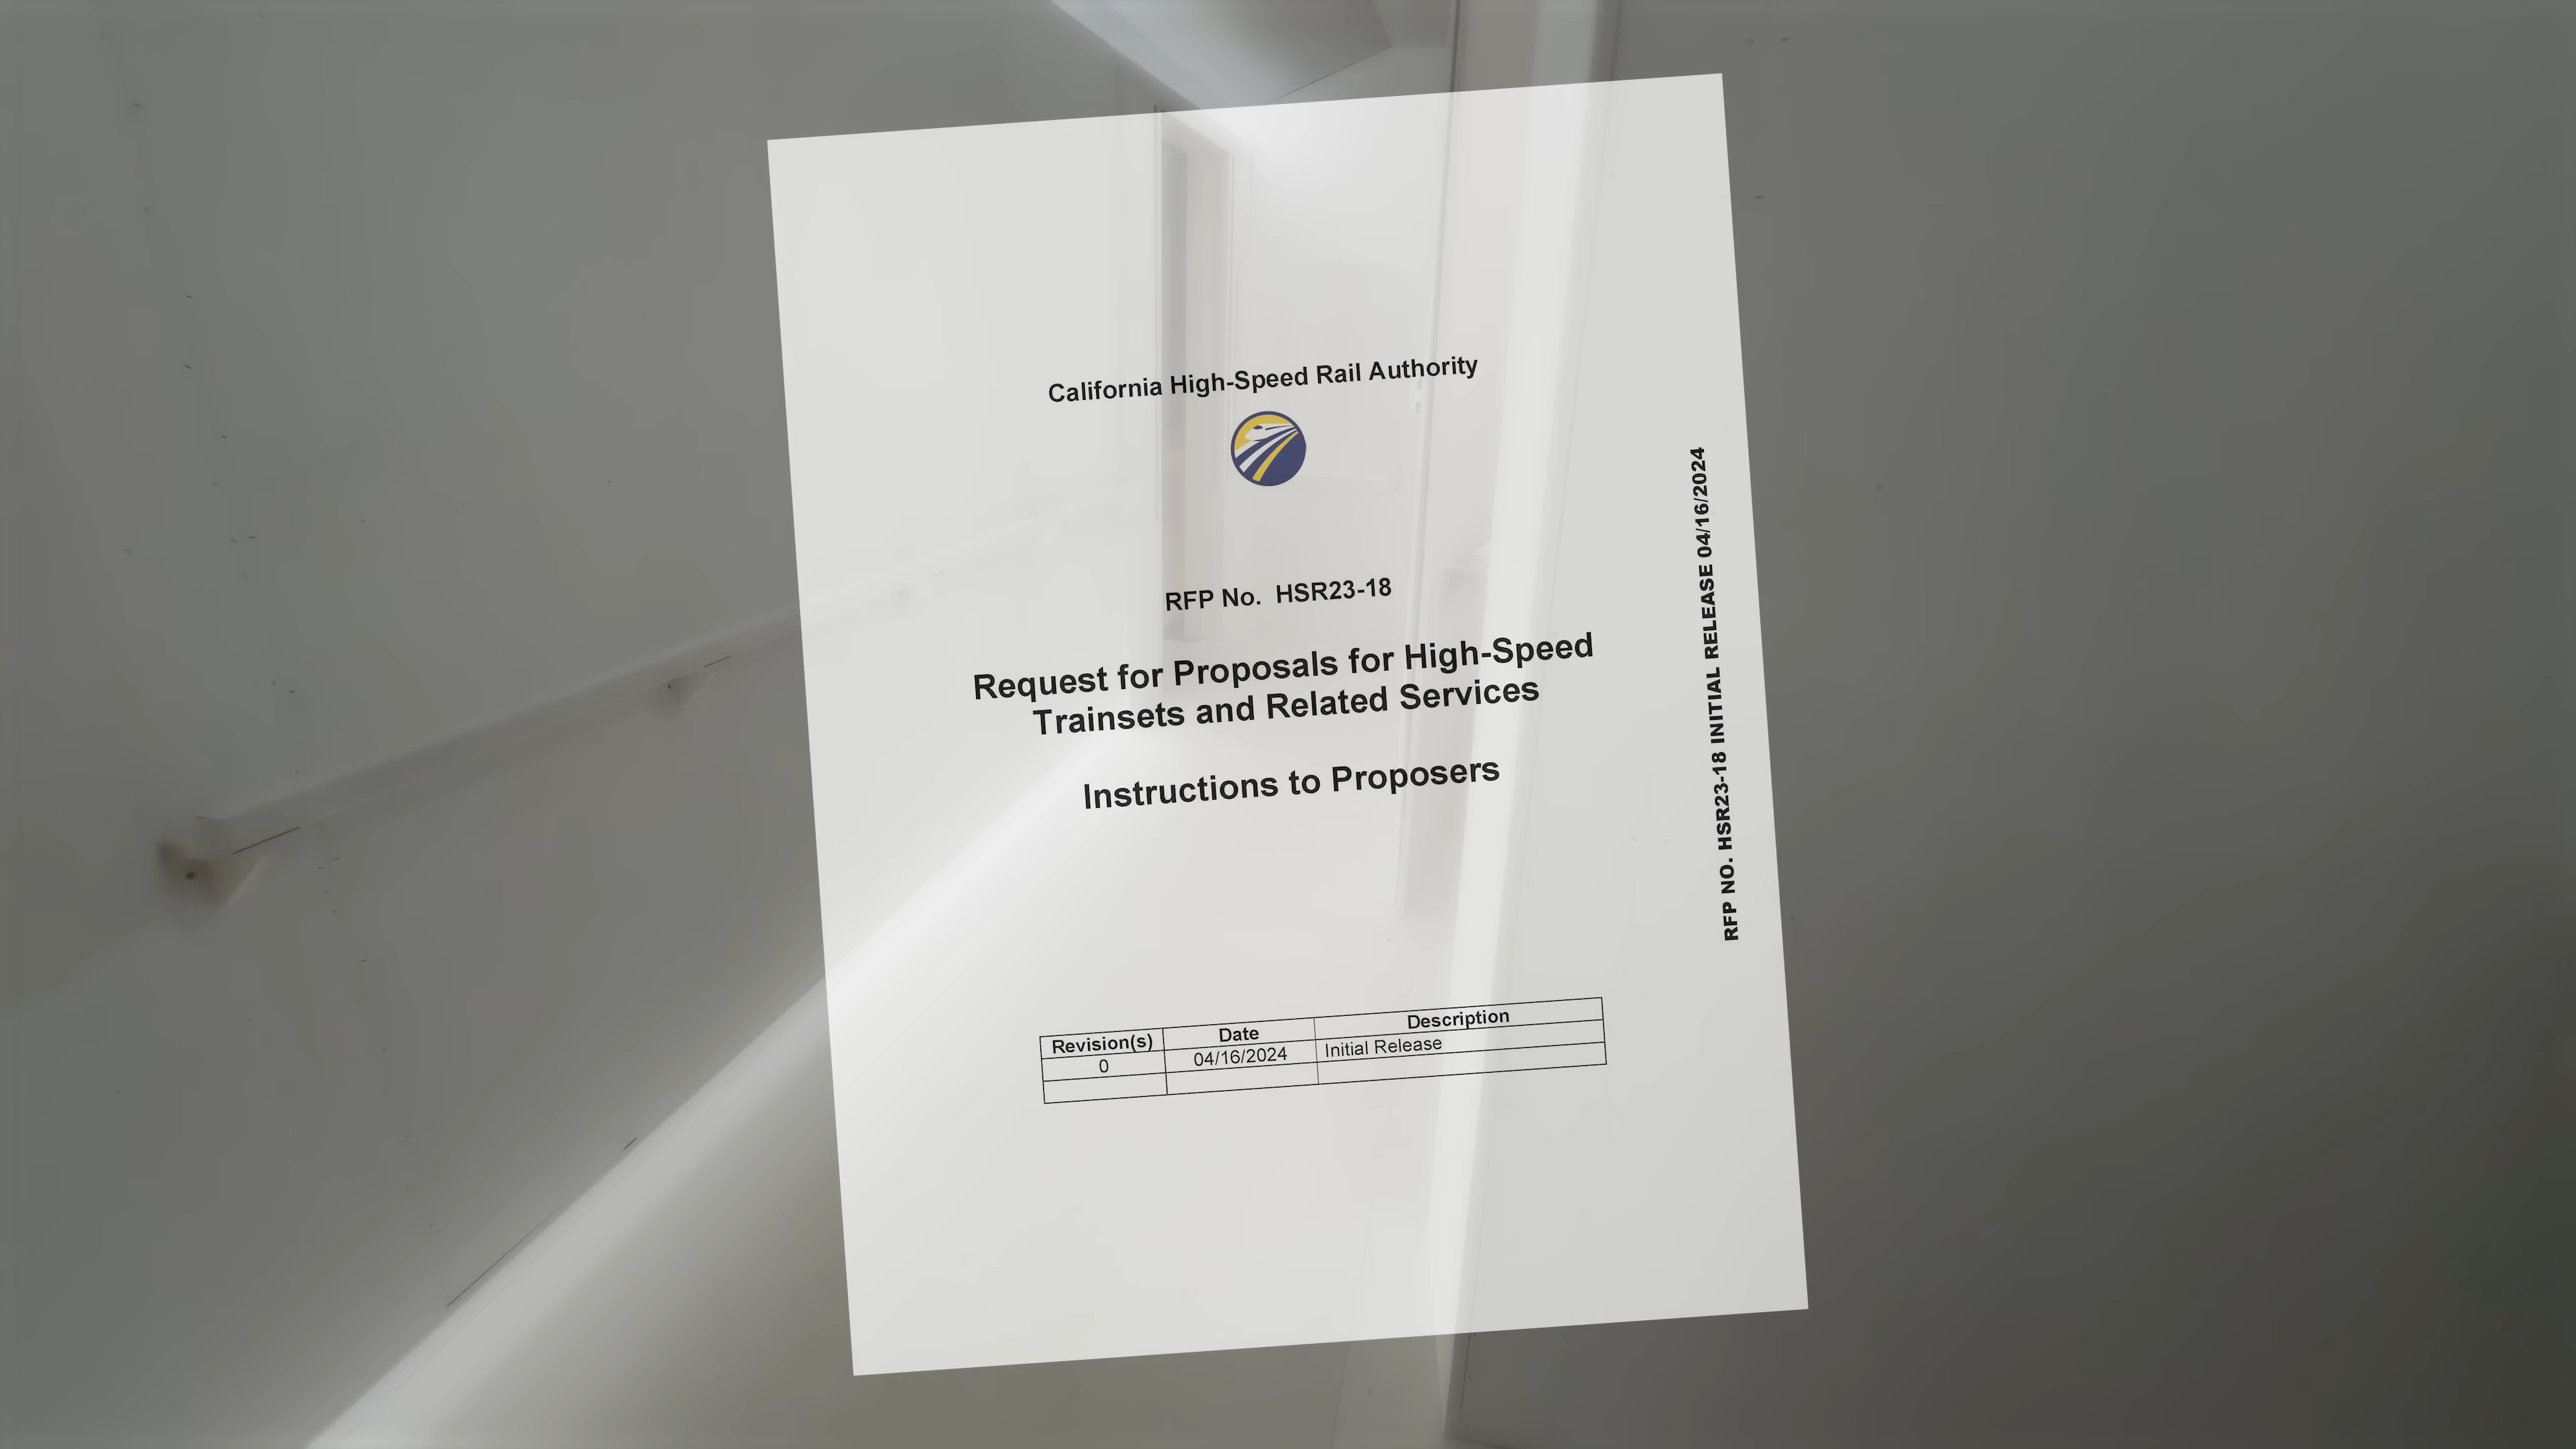 California High-Speed Rail Authority
RFP No. HSR23-18
Request for Proposals for High-Speed
Trainsets and Related Services
Instructions to Proposers
Revision(s) Date Description
0 04/16/2024 Initial Release
RFP NO. HSR23-18 INITIAL RELEASE 04/16/2024